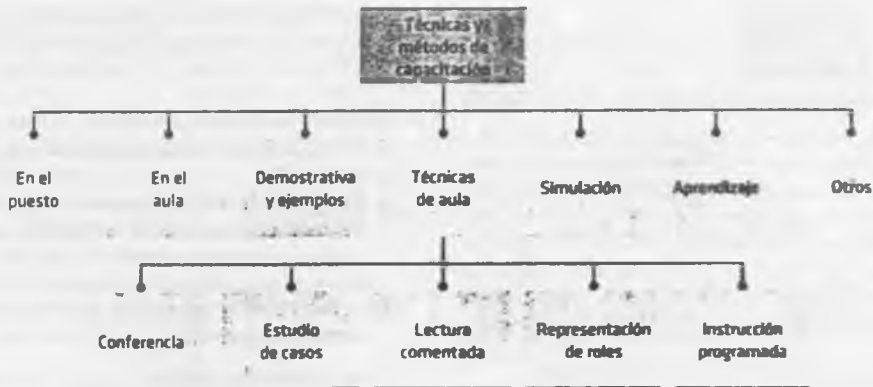 Técnicas y
métodos de
capacitación
En el
puesto
En el
aula
Demostrativa
y ejemplos
Técnicas
de aula
Simulación
Aprendizaje
Otros
Conferencia
Estudio
de casos
Lectura
comentada
Representación
de roles
Instrucción
programada